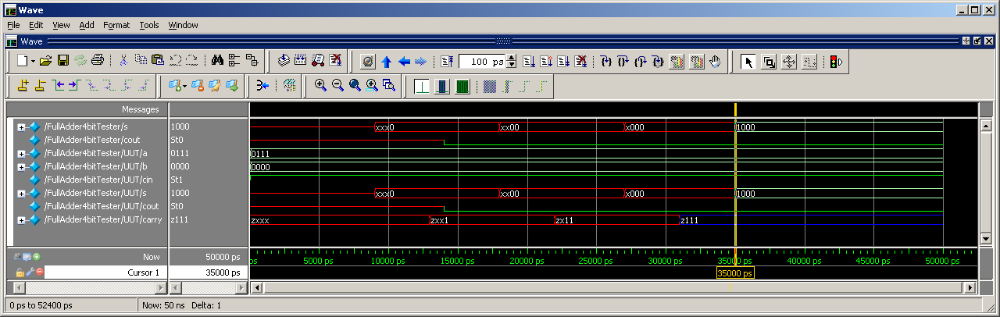 Wave
File Edit View Add Format Tools Window
Wave
100 ps
Messages
/FullAdder4bitTester/s 1000 xxx0 xx00 x000 1000
/FullAdder4bitTester/cout St0
/FullAdder4bitTester/UUT/a 0111 0111
/FullAdder4bitTester/UUT/b 0000 0000
/FullAdder4bitTester/UUT/cin St1
/FullAdder4bitTester/UUT/s 1000 xxx0 xx00 x000 1000
/FullAdder4bitTester/UUT/cout St0
/FullAdder4bitTester/UUT/carry z111 zxxx zxx1 zx11 z111
Now 50000 ps 5000 ps 10000 ps 15000 ps 20000 ps 25000 ps 30000 ps 35000 ps 40000 ps 45000 ps 50000 ps
Cursor 1 35000 ps 35000 ps
0 ps to 52400 ps Now: 50 ns Delta: 1